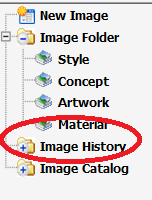 New Image
Image Folder
Style
Concept
Artwork
Material
Image History
Image Catalog